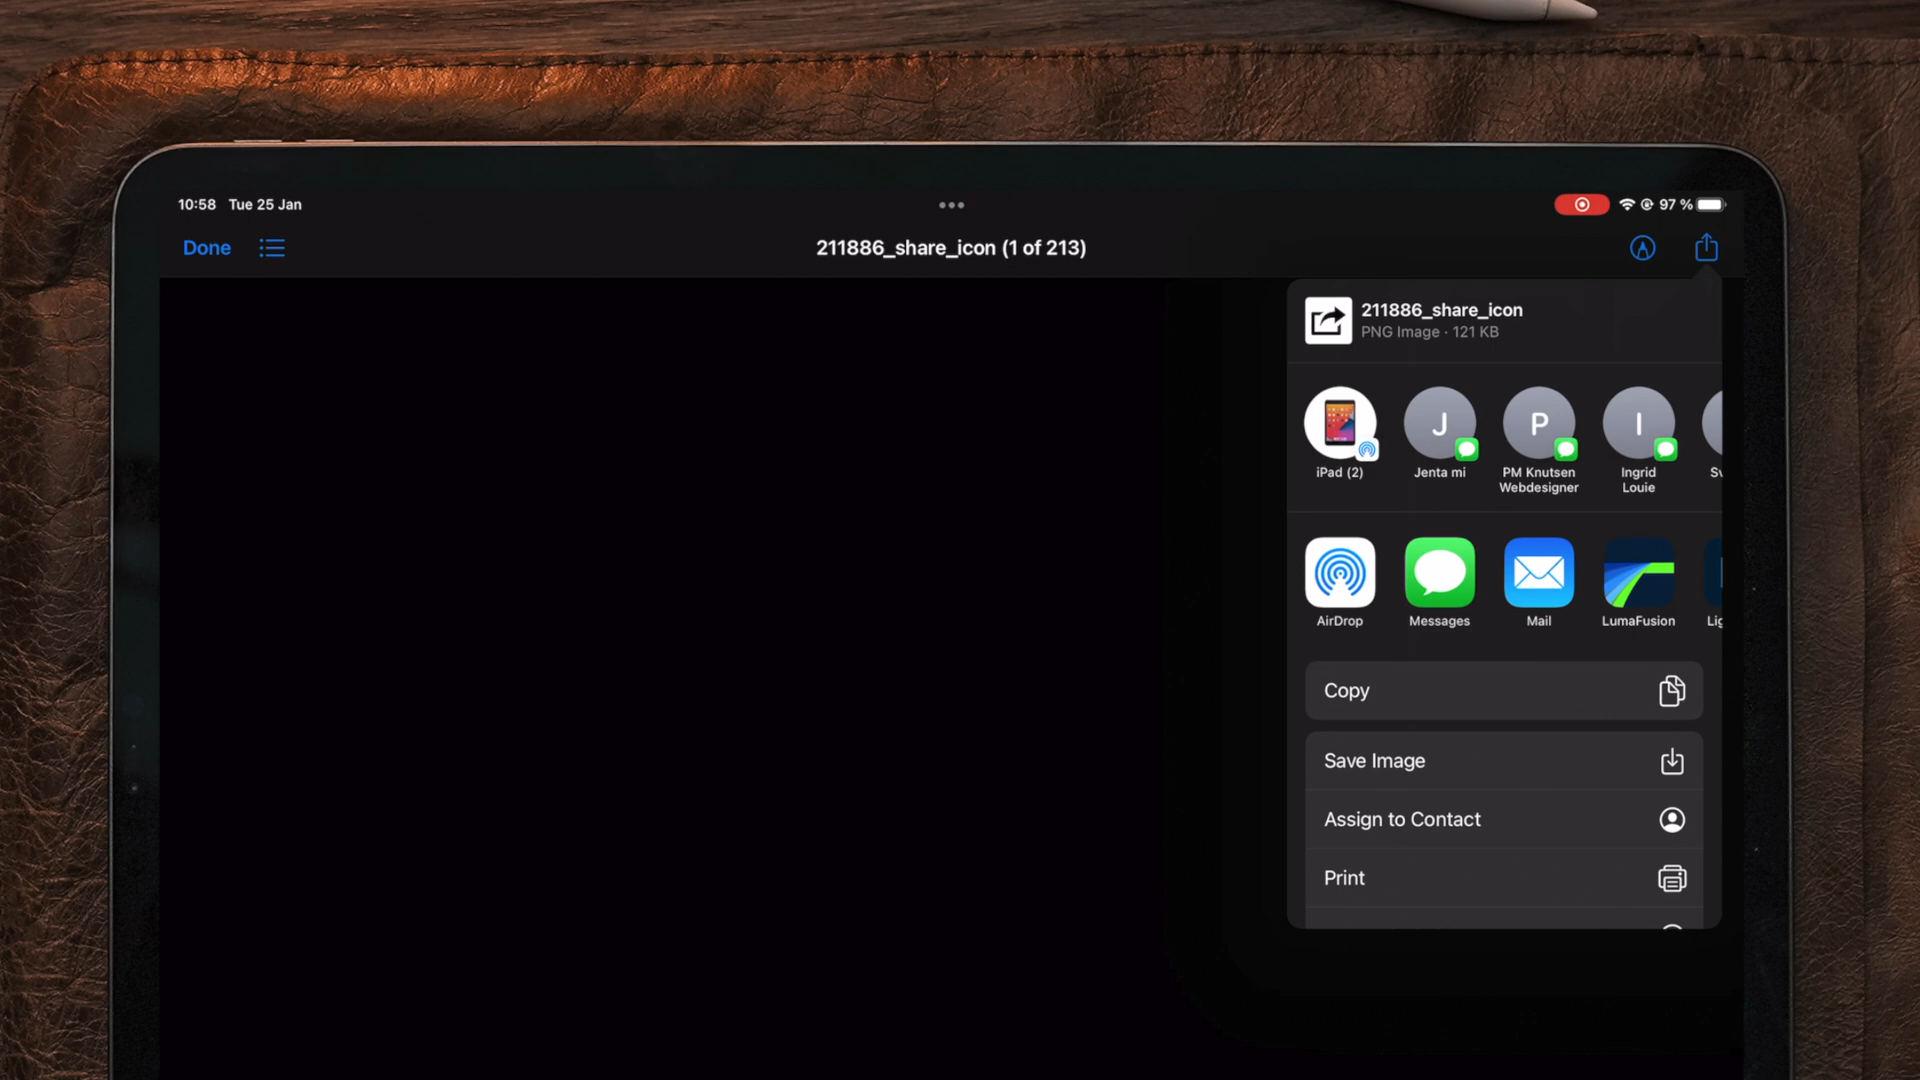 10:58 Tue 25 Jan
97 %
Done
211886_share_icon (1 of 213)
211886_share_icon
PNG Image · 121 KB
J
P
I
iPad (2)
Jenta mi
PM Knutsen
Webdesigner
Ingrid
Louie
AirDrop
Messages
Mail
LumaFusion
Copy
Save Image
Assign to Contact
Print